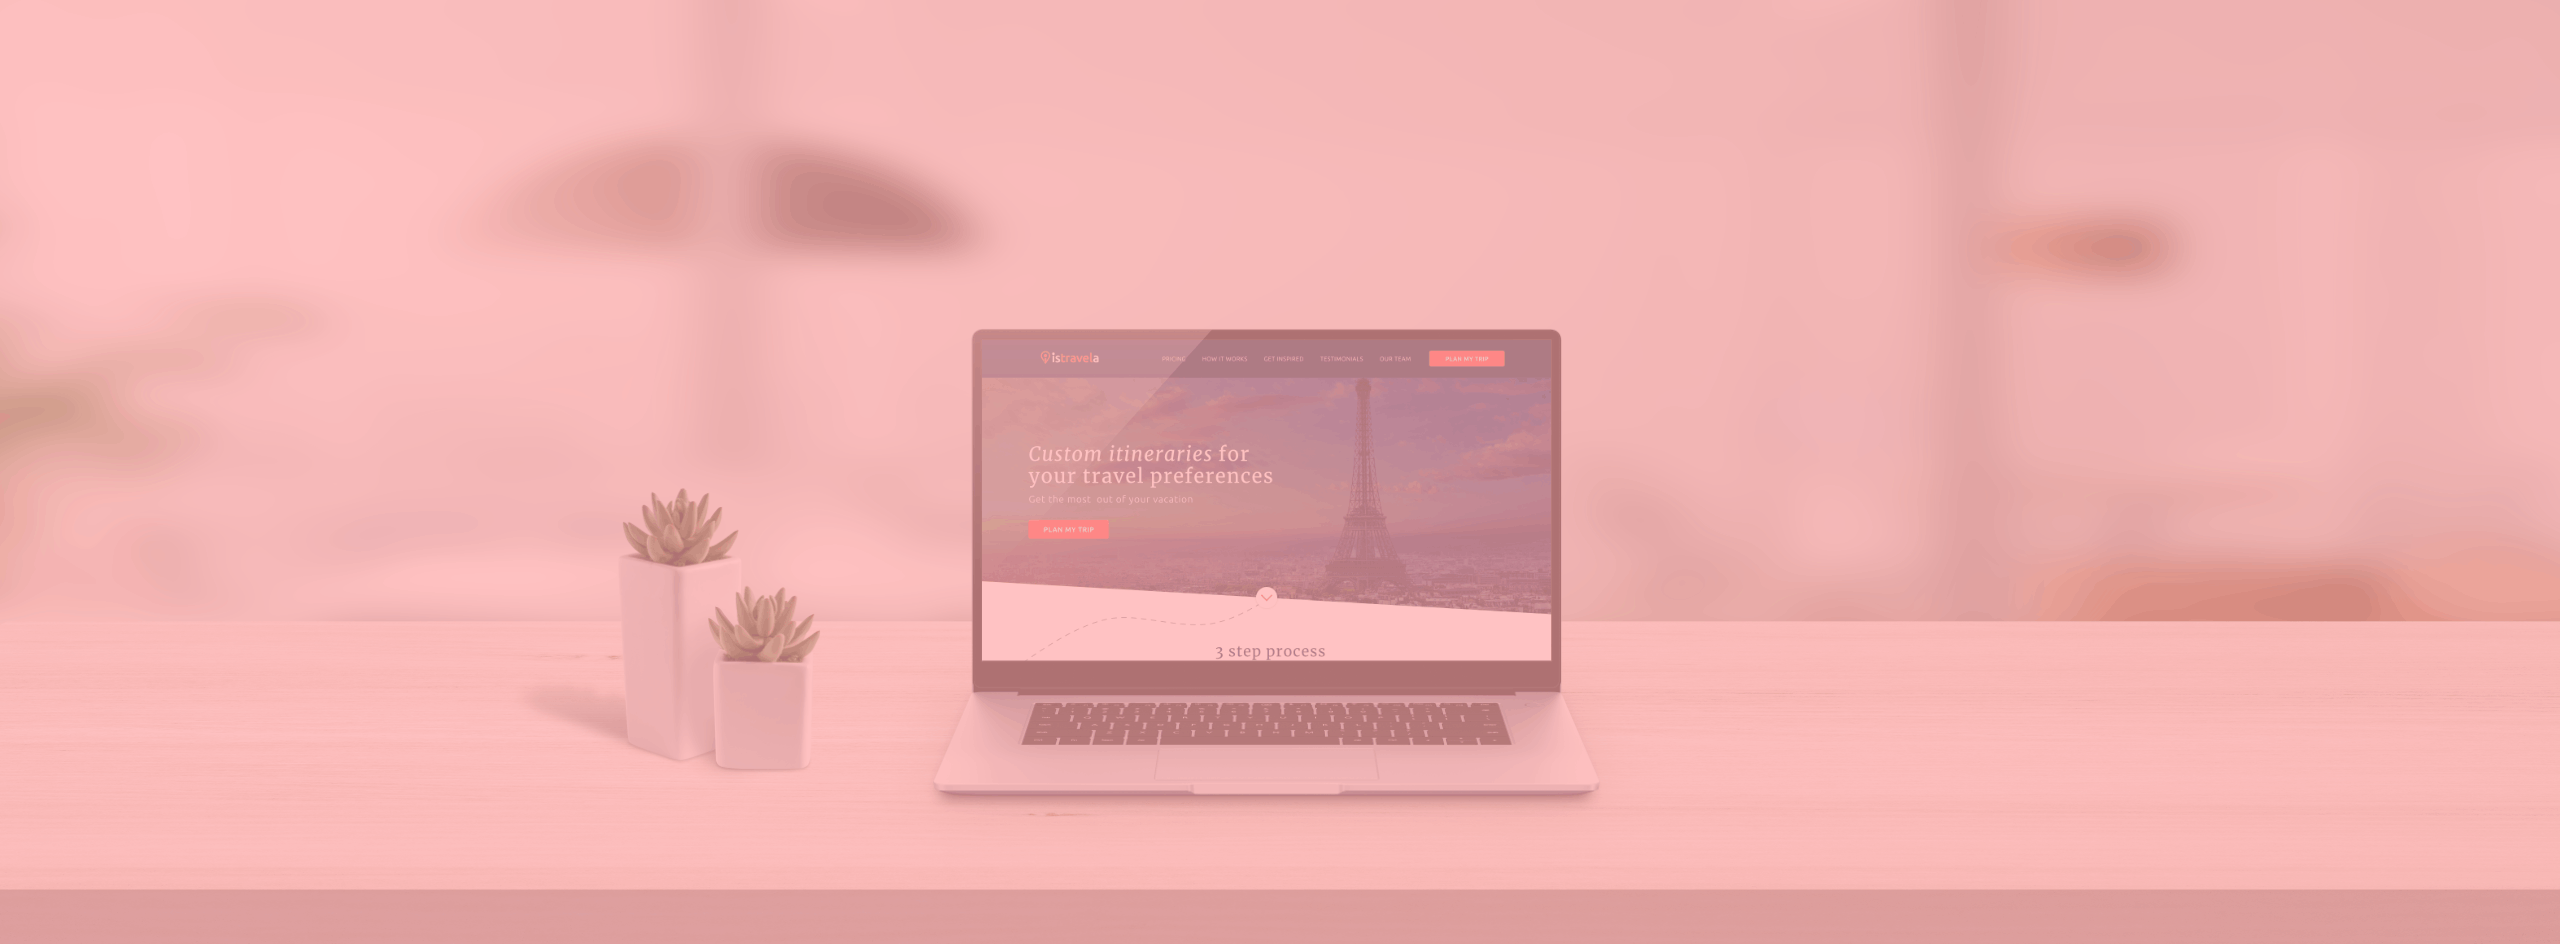 istravela
PRICING HOW IT WORKS GET INSPIRED TESTIMONIALS OUR TEAM PLAN MY TRIP
Custom itineraries for
your travel preferences
Get the most out of your vacation
PLAN MY TRIP
3 step process